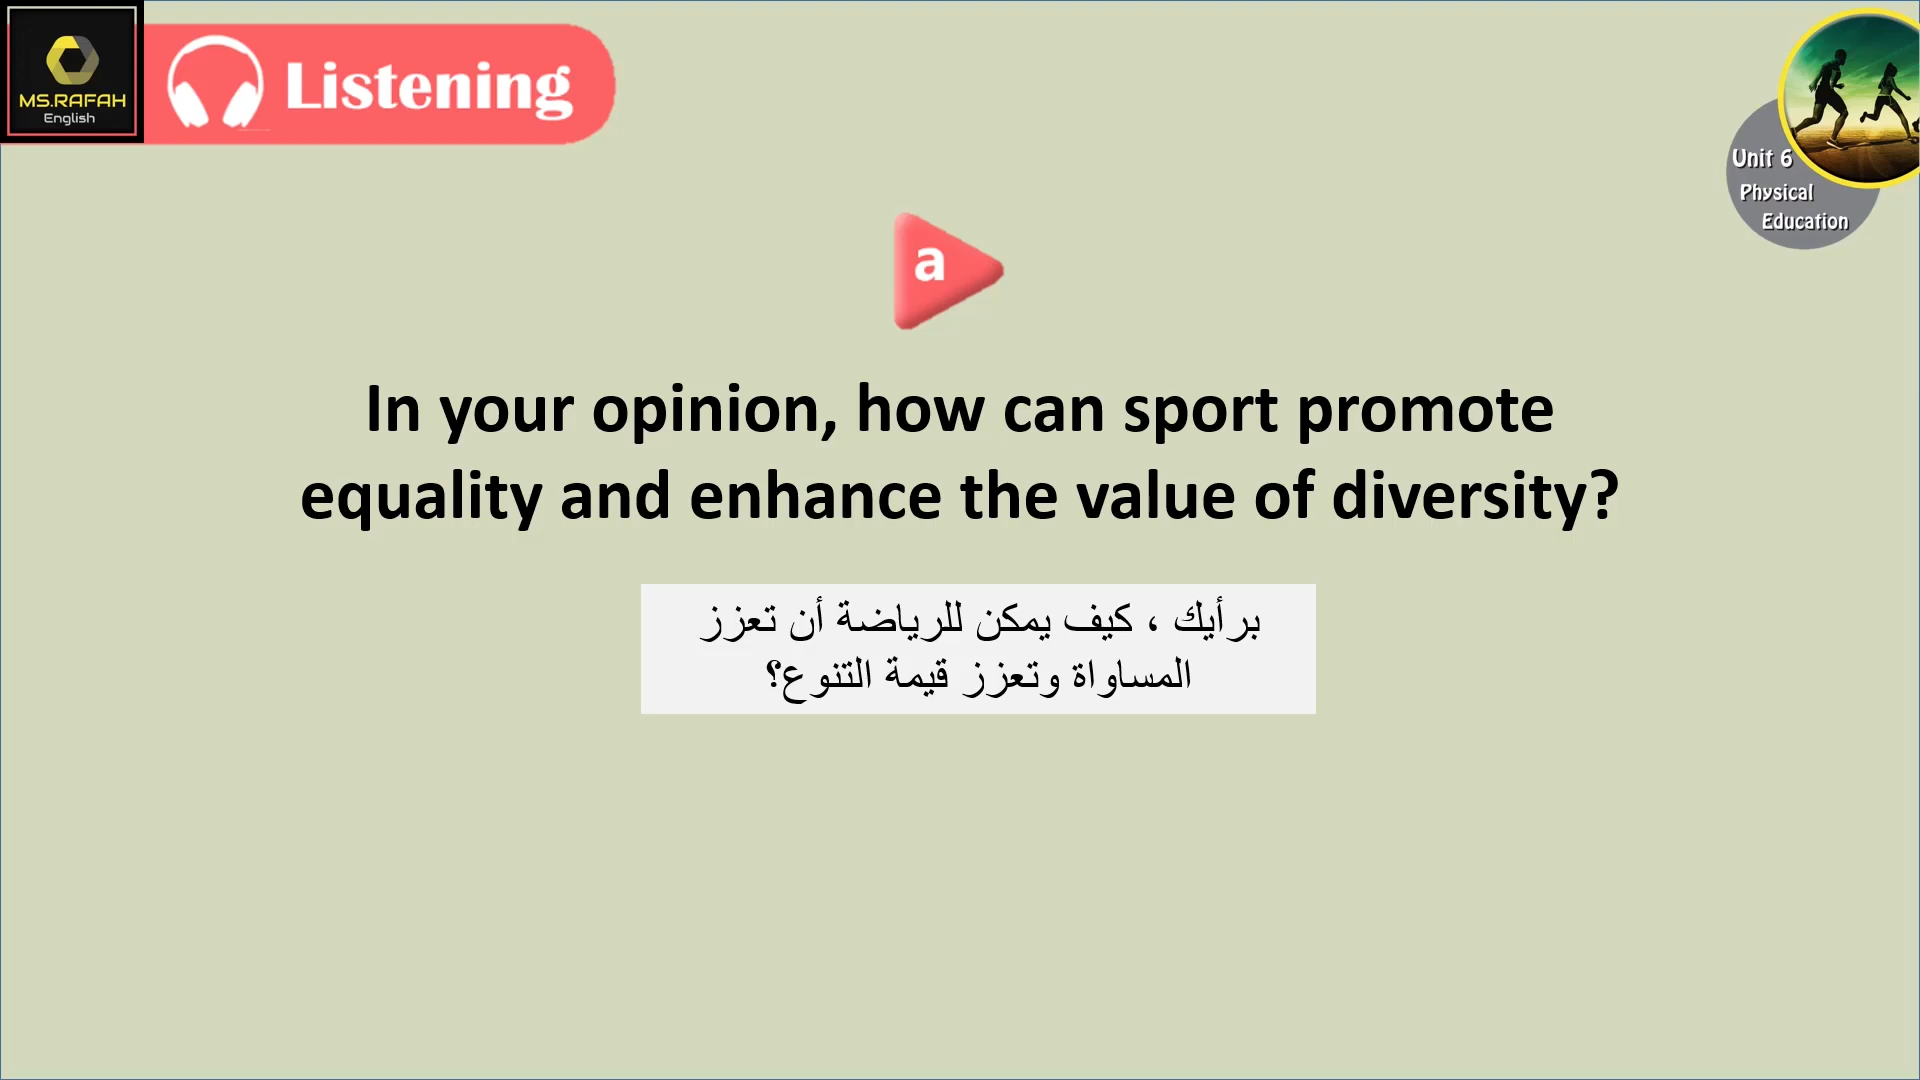 MS.RAFAH
English
Listening
Unit 6
Physical
Education
a
In your opinion, how can sport promote
equality and enhance the value of diversity?
برأيك ، كيف يمكن للرياضة أن تعزز
المساواة وتعزز قيمة التنوع؟